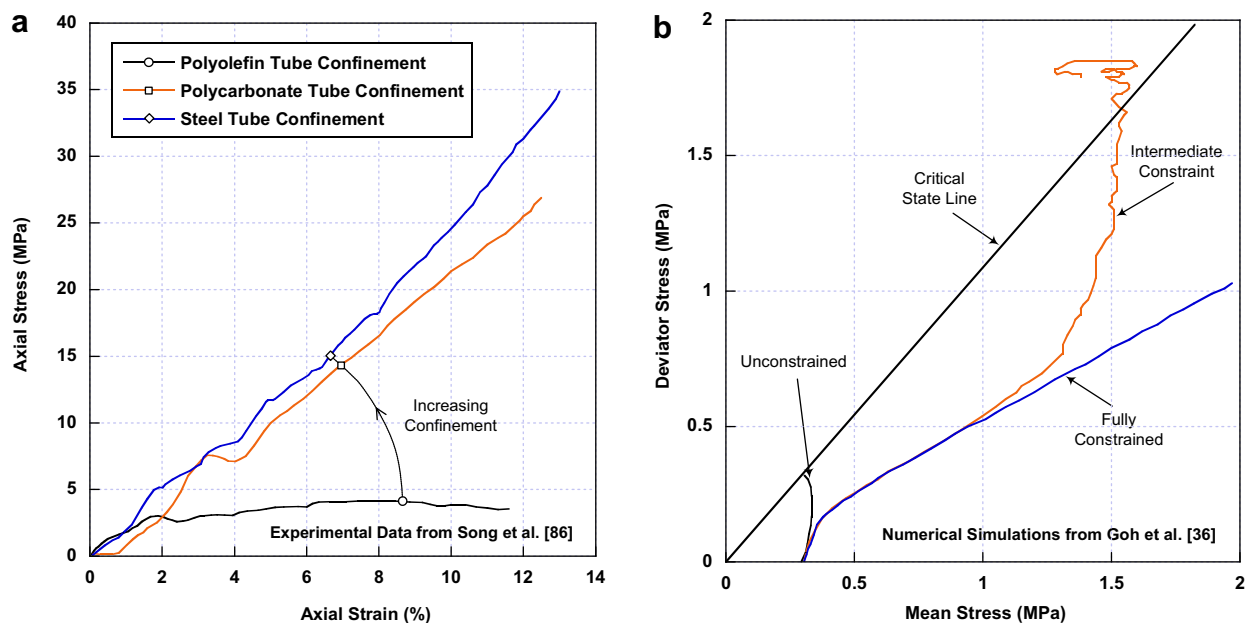 a
40
35
30
25
20
15
10
5
0
Axial Stress (MPa)
Polyolefin Tube Confinement
Polycarbonate Tube Confinement
Steel Tube Confinement
Increasing
Confinement
Experimental Data from Song et al. [86]
0 2 4 6 8 10 12 14
Axial Strain (%)
b
2
1.5
1
0.5
0
Deviator Stress (MPa)
Critical
State Line
Intermediate
Constraint
Unconstrained
Fully
Constrained
Numerical Simulations from Goh et al. [36]
0 0.5 1 1.5 2
Mean Stress (MPa)